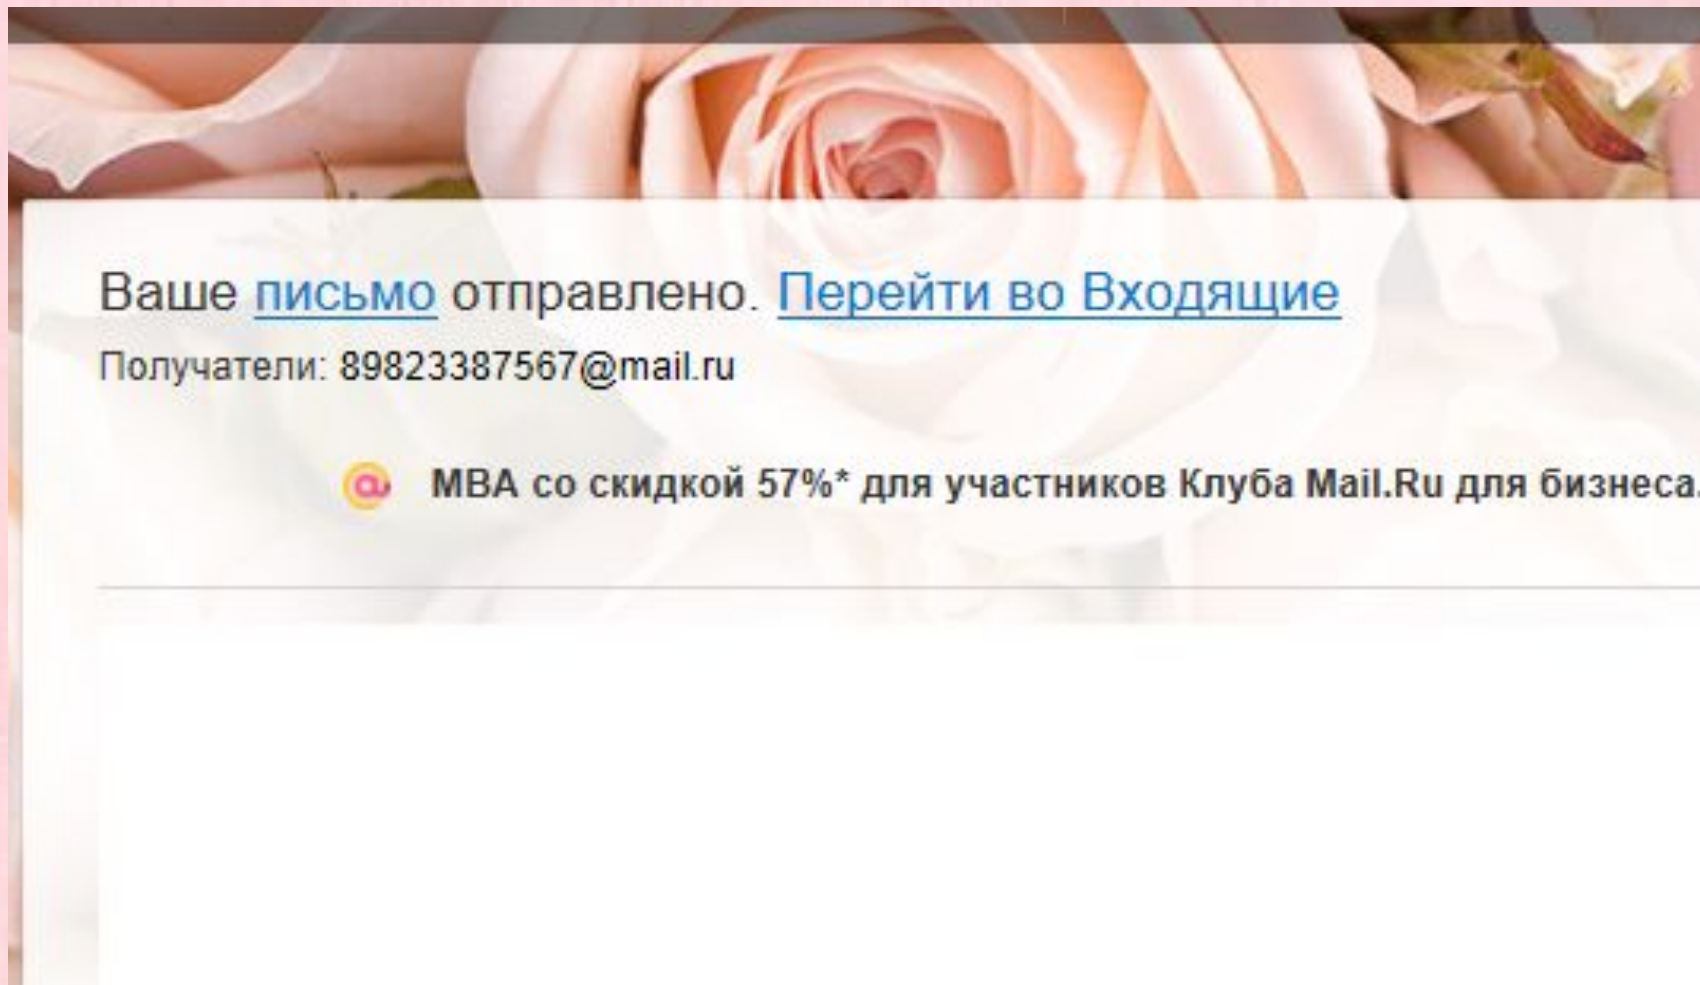 Ваше письмо отправлено. Перейти во Входящие
Получатели: 89823387567@mail.ru
@ MBA со скидкой 57%* для участников Клуба Mail.Ru для бизнеса.